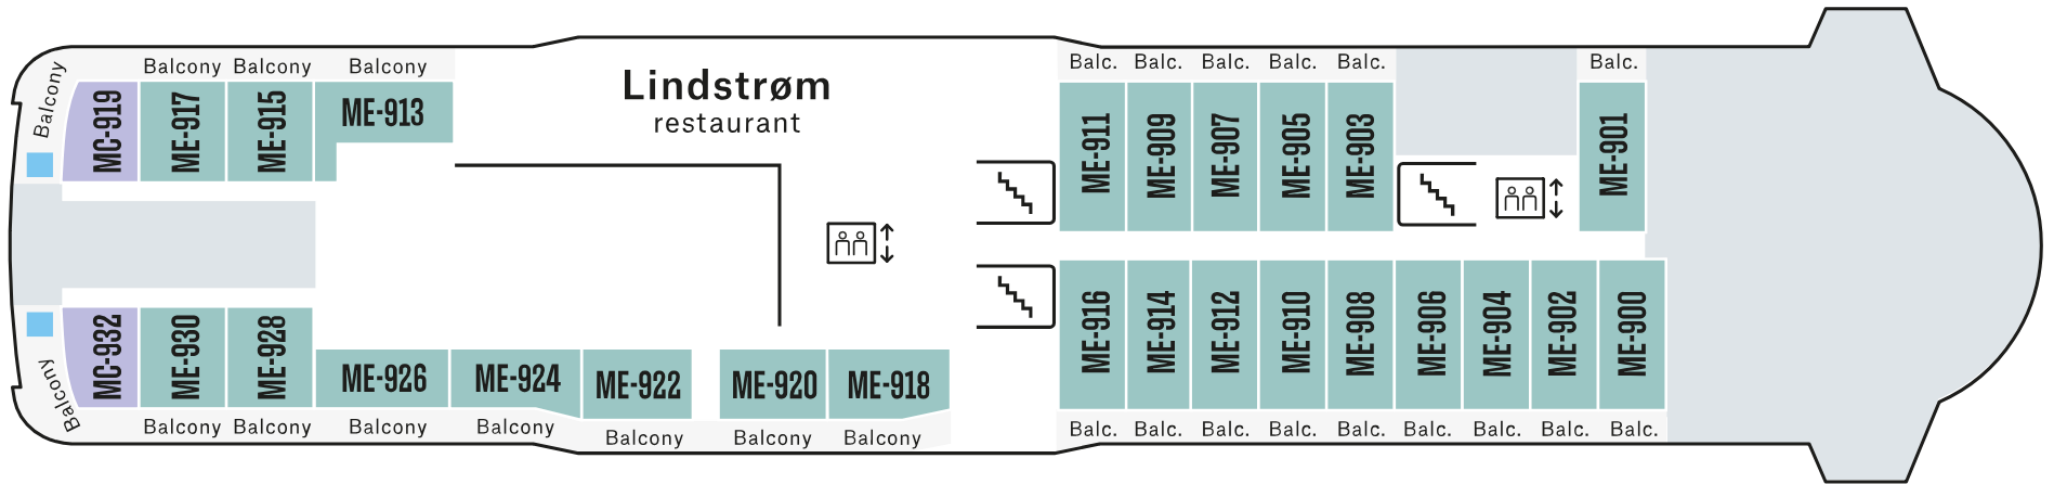 Balcony Balcony Balcony Balc. Balc. Balc. Balc. Balc. Balc.
Balcony
MC-919 ME-917 ME-915 ME-913
Lindstrøm
restaurant
ME-911 ME-909 ME-907 ME-905 ME-903 ME-901
MC-932 ME-930 ME-928 ME-926 ME-924 ME-922 ME-920 ME-918
ME-916 ME-914 ME-912 ME-910 ME-908 ME-906 ME-904 ME-902 ME-900
Balcony
Balcony Balcony Balcony Balcony Balcony Balcony Balcony Balc. Balc. Balc. Balc. Balc. Balc. Balc. Balc. Balc.